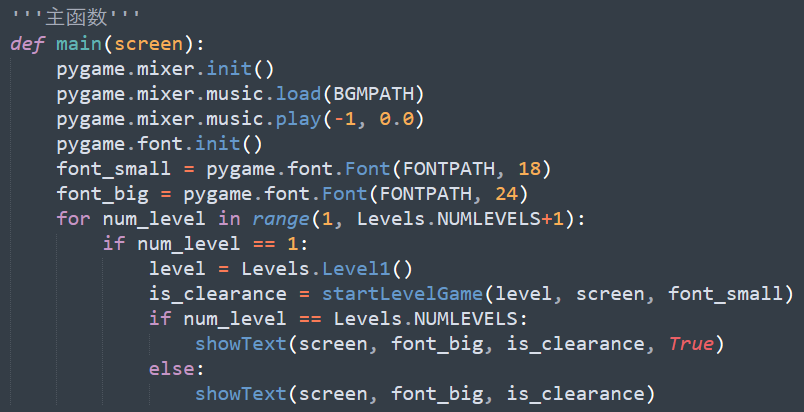 '''主函数'''
def main(screen):
    pygame.mixer.init()
    pygame.mixer.music.load(BGMPATH)
    pygame.mixer.music.play(-1, 0.0)
    pygame.font.init()
    font_small = pygame.font.Font(FONTPATH, 18)
    font_big = pygame.font.Font(FONTPATH, 24)
    for num_level in range(1, Levels.NUMLEVELS+1):
        if num_level == 1:
            level = Levels.Level1()
            is_clearance = startLevelGame(level, screen, font_small)
            if num_level == Levels.NUMLEVELS:
                showText(screen, font_big, is_clearance, True)
            else:
                showText(screen, font_big, is_clearance)